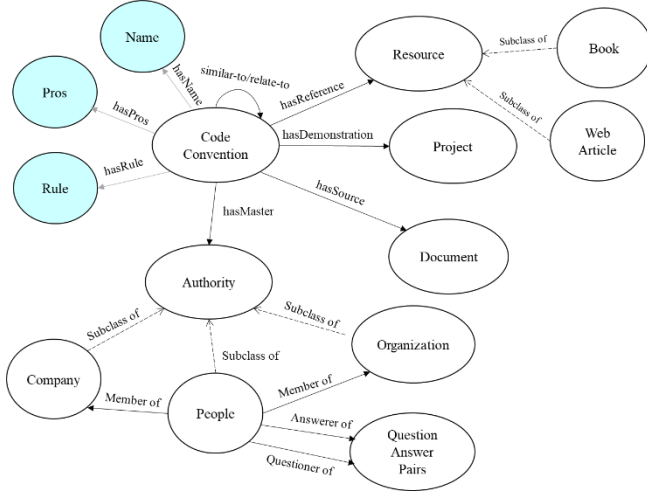 Name
Pros
Rule
hasName
hasPros
hasRule
similar-to/relate-to
Code
Convention
hasReference
Resource
Subclass of
Book
Subclass of
Web
Article
hasDemonstration
Project
hasSource
Document
hasMaster
Authority
Subclass of
Subclass of
Subclass of
Organization
Company
Member of
People
Member of
Answerer of
Questioner of
Question
Answer
Pairs